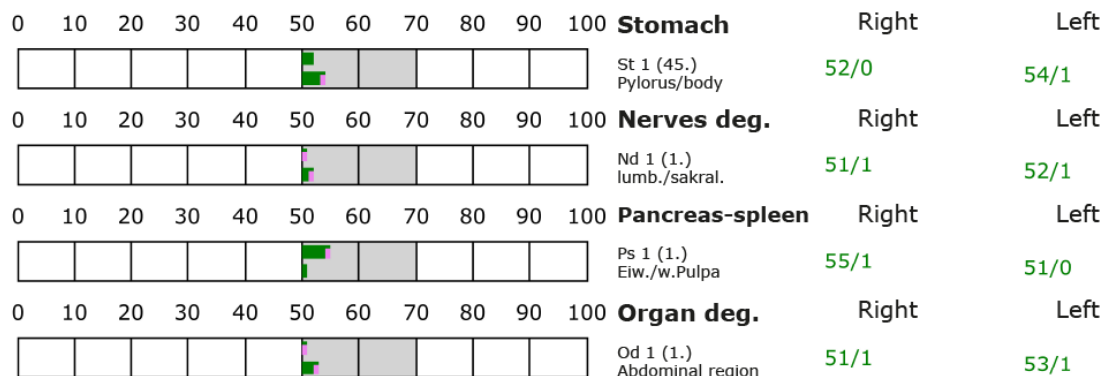 0 10 20 30 40 50 60 70 80 90 100 Stomach Right Left
St 1 (45.) 52/0 54/1
Pylorus/body
0 10 20 30 40 50 60 70 80 90 100 Nerves deg. Right Left
Nd 1 (1.) 51/1 52/1
lumb./sakral.
0 10 20 30 40 50 60 70 80 90 100 Pancreas-spleen Right Left
Ps 1 (1.) 55/1 51/0
Eiw./w.Pulpa
0 10 20 30 40 50 60 70 80 90 100 Organ deg. Right Left
Od 1 (1.) 51/1 53/1
Abdominal region